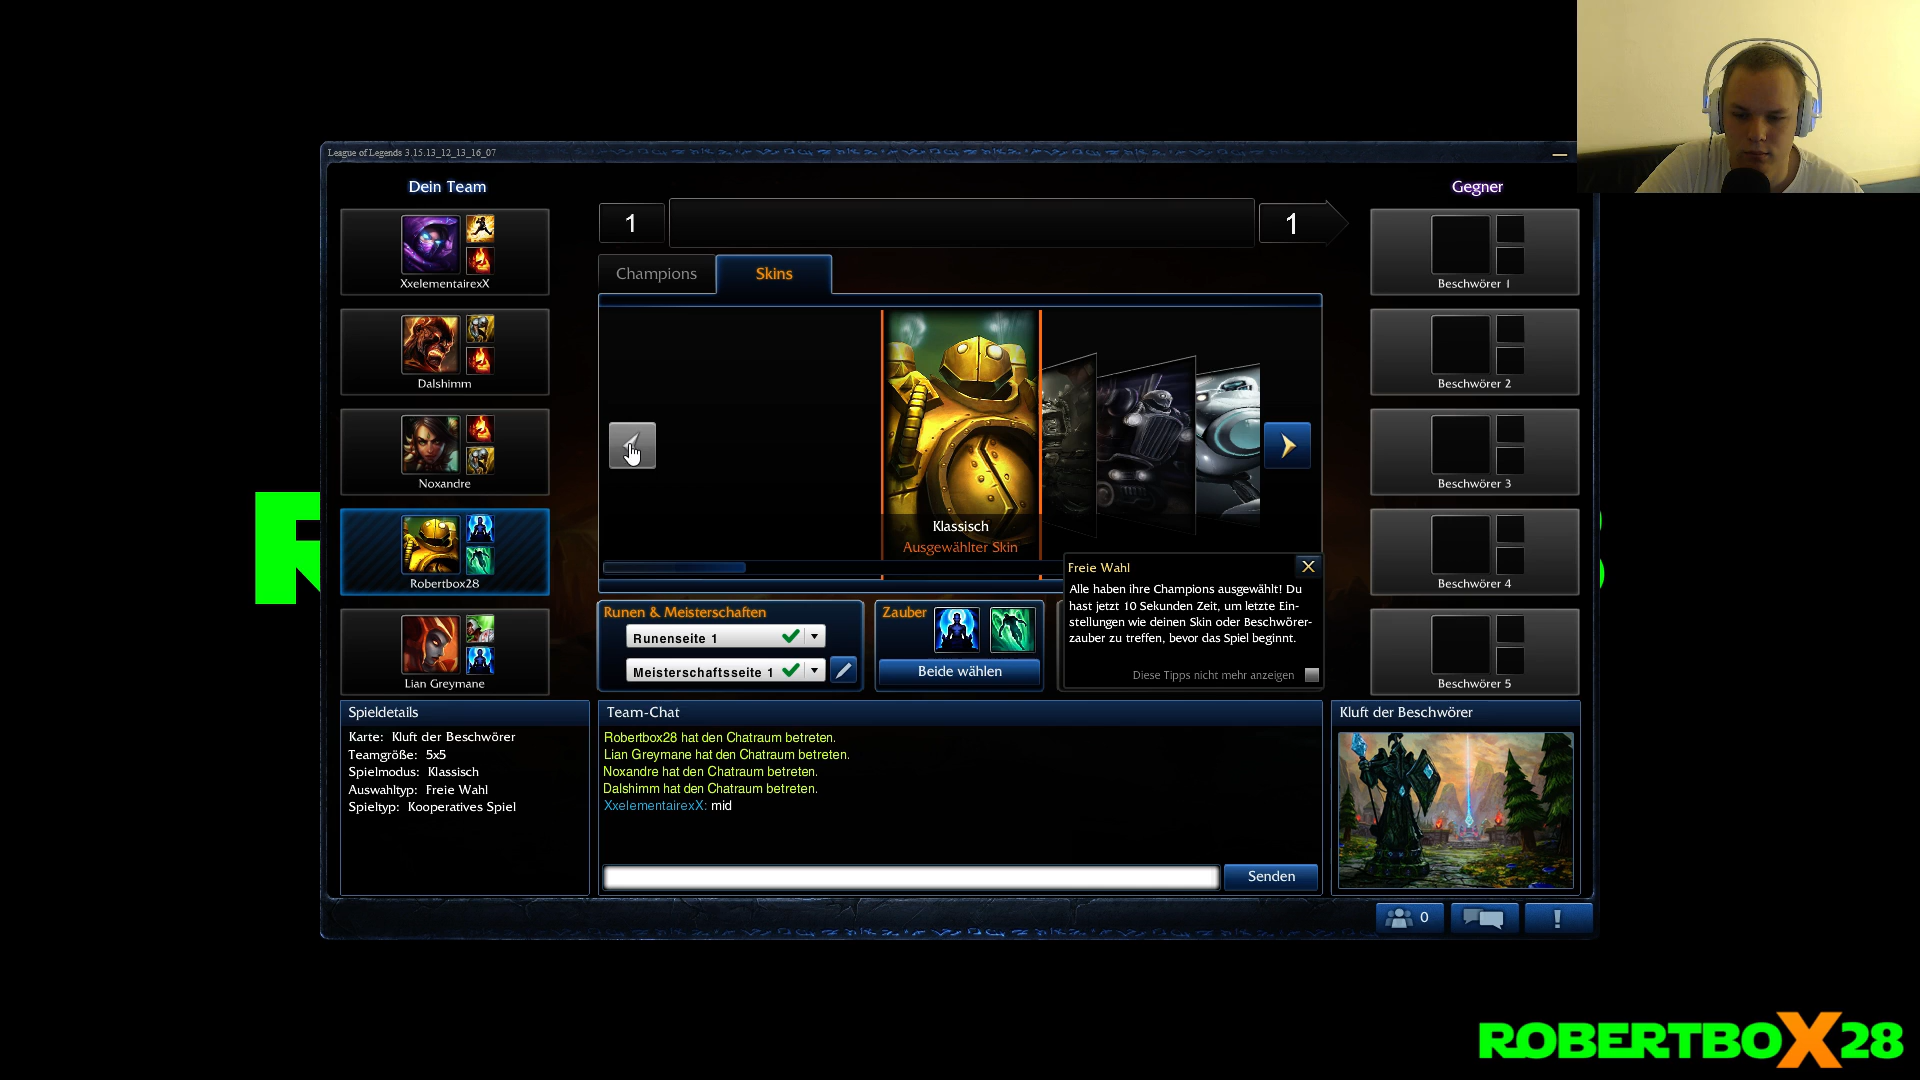 League of Legends 3.15.13_12_13_16_07
Dein Team
Gegner
1
1
Champions
Skins
XxelementairexX
Dalshimm
Noxandre
Robertbox28
Lian Greymane
Beschwörer 1
Beschwörer 2
Beschwörer 3
Beschwörer 4
Beschwörer 5
Klassisch
Ausgewählter Skin
Freie Wahl
Alle haben ihre Champions ausgewählt! Du
hast jetzt 10 Sekunden Zeit, um letzte Ein-
stellungen wie deinen Skin oder Beschwörer-
zauber zu treffen, bevor das Spiel beginnt.
Diese Tipps nicht mehr anzeigen
Runen & Meisterschaften
Runenseite 1
Meisterschaftsseite 1
Zauber
Beide wählen
Spieldetails
Karte: Kluft der Beschwörer
Teamgröße: 5x5
Spielmodus: Klassisch
Auswahltyp: Freie Wahl
Spieltyp: Kooperatives Spiel
Team-Chat
Robertbox28 hat den Chatraum betreten.
Lian Greymane hat den Chatraum betreten.
Noxandre hat den Chatraum betreten.
Dalshimm hat den Chatraum betreten.
XxelementairexX: mid
Senden
Kluft der Beschwörer
0
ROBERTBOX28